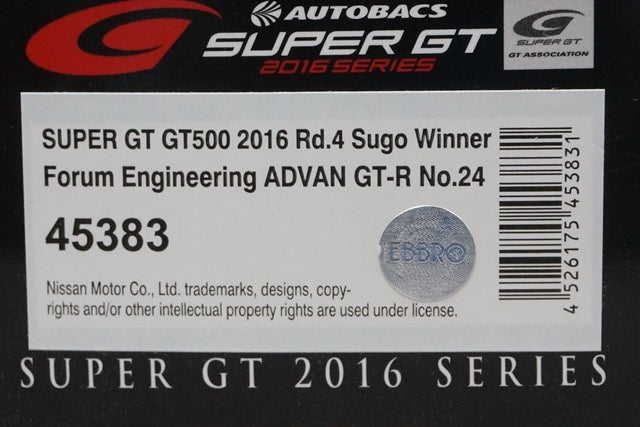 AUTOBACS
SUPER GT
2016 SERIES
SUPER GT
GT ASSOCIATION
SUPER GT GT500 2016 Rd.4 Sugo Winner
Forum Engineering ADVAN GT-R No.24
45383
EBBRO
Nissan Motor Co., Ltd. trademarks, designs, copy-
rights and/or other intellectual property rights are used under license.
4 526175 453831
SUPER GT 2016 SERIES